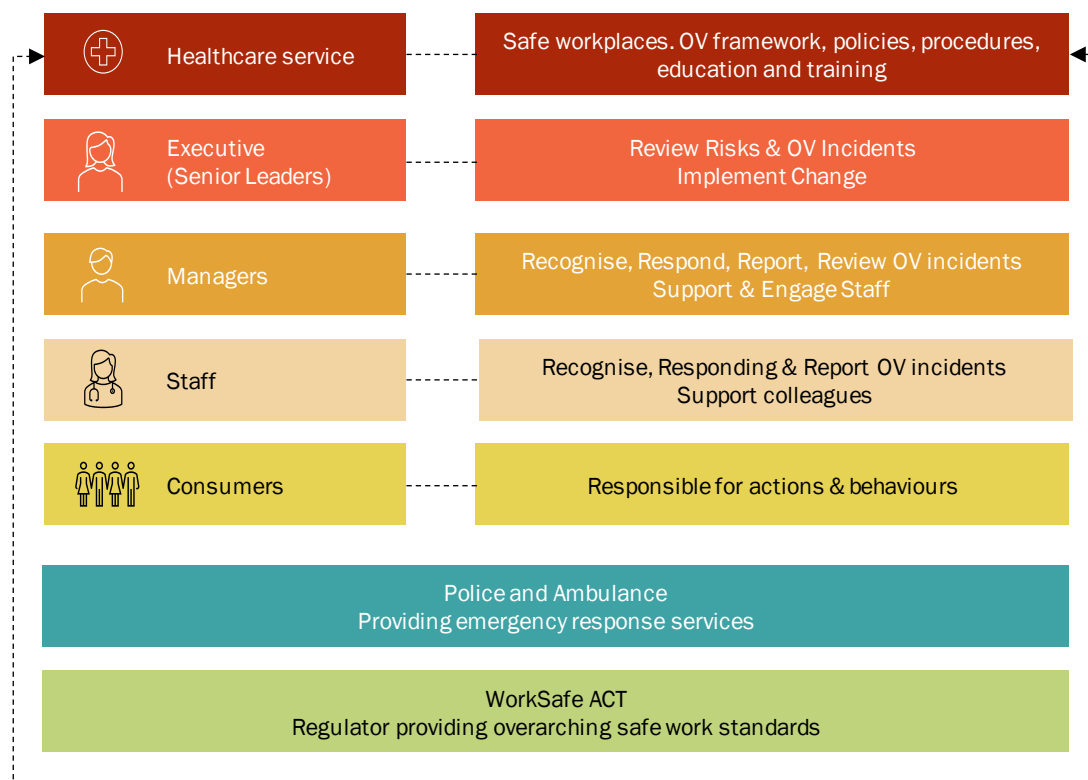 Healthcare service
Safe workplaces. OV framework, policies, procedures,
education and training
Executive
(Senior Leaders)
Review Risks & OV Incidents
Implement Change
Managers
Recognise, Respond, Report, Review OV incidents
Support & Engage Staff
Staff
Recognise, Responding & Report OV incidents
Support colleagues
Consumers
Responsible for actions & behaviours
Police and Ambulance
Providing emergency response services
WorkSafe ACT
Regulator providing overarching safe work standards